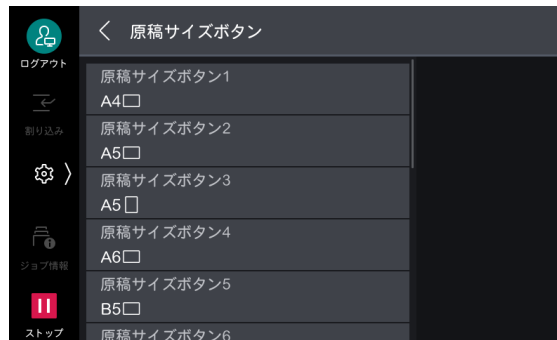 原稿サイズボタン
ログアウト
割り込み
ジョブ情報
ストップ
原稿サイズボタン1
A4
原稿サイズボタン2
A5
原稿サイズボタン3
A5
原稿サイズボタン4
A6
原稿サイズボタン5
B5
原稿サイズボタン6